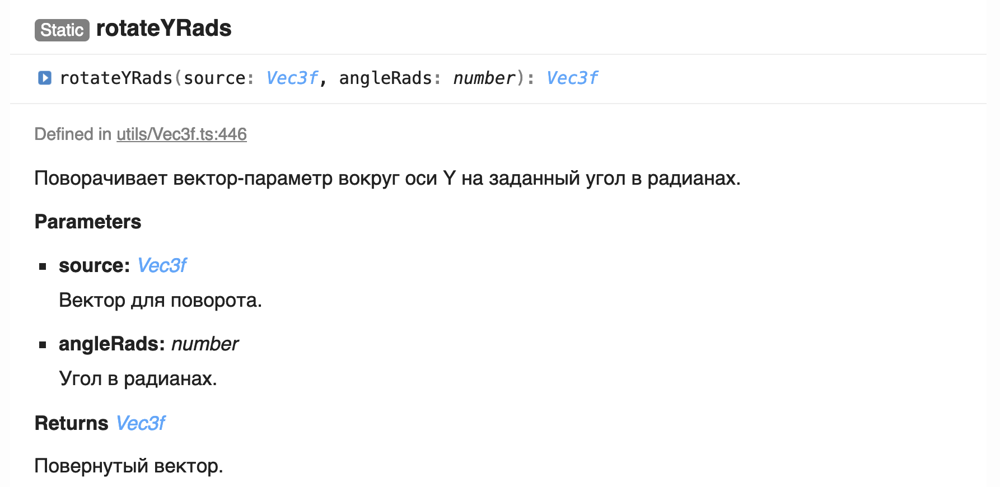 Static rotateYRads
rotateYRads(source: Vec3f, angleRads: number): Vec3f
Defined in utils/Vec3f.ts:446
Поворачивает вектор-параметр вокруг оси Y на заданный угол в радианах.
Parameters
source: Vec3f
Вектор для поворота.
angleRads: number
Угол в радианах.
Returns Vec3f
Повернутый вектор.